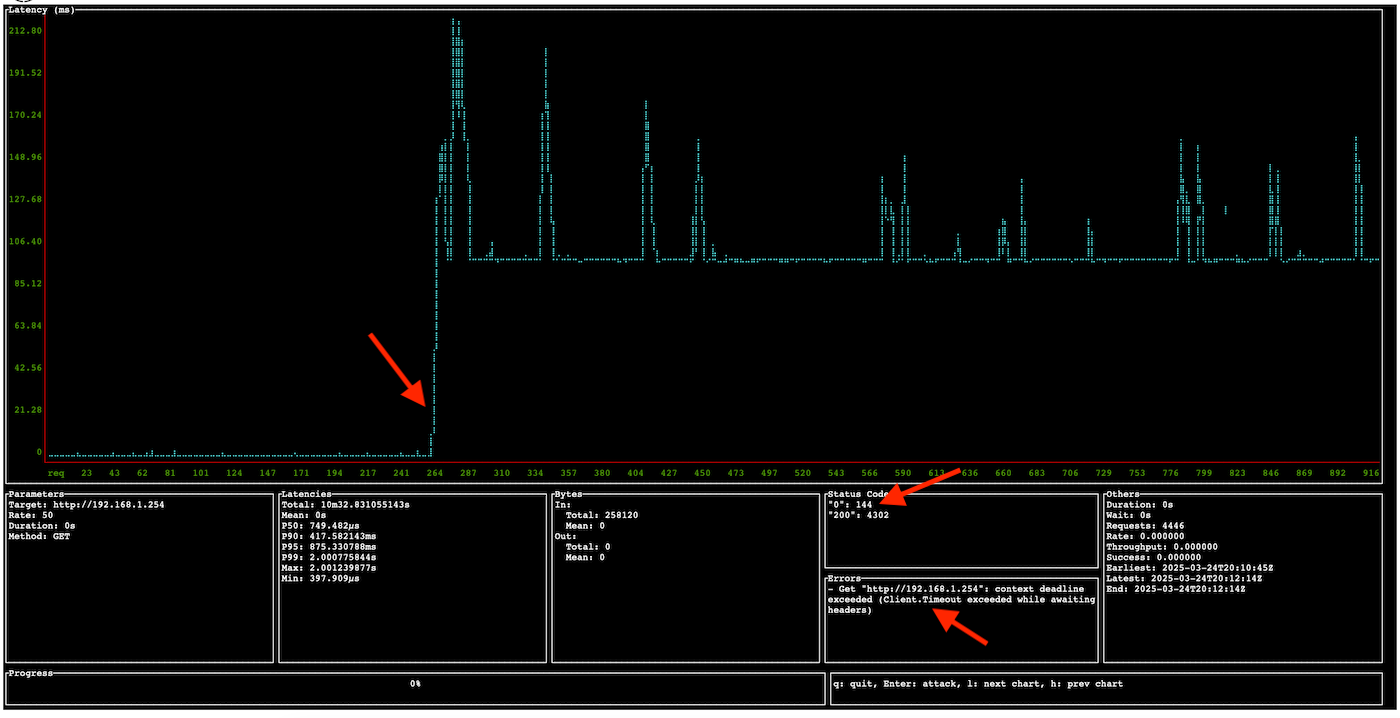 Latency (ms)
212.80
191.52
170.24
148.96
127.68
106.40
85.12
63.84
42.56
21.28
0
req 23 43 62 81 101 124 147 171 194 217 241 264 287 310 334 357 380 404 427 450 473 497 520 543 566 590 613 636 660 683 706 729 753 776 799 823 846 869 892 916
Parameters
Target: http://192.168.1.254
Rate: 50
Duration: 0s
Method: GET
Latencies
Total: 10m32.831055143s
Mean: 0s
P50: 749.482µs
P90: 417.582143ms
P95: 875.330788ms
P99: 2.000775844s
Max: 2.001239877s
Min: 397.909µs
Bytes
In:
Total: 258120
Mean: 0
Out:
Total: 0
Mean: 0
Status Code
"0": 144
"200": 4302
Errors
- Get "http://192.168.1.254": context deadline
exceeded (Client.Timeout exceeded while awaiting
headers)
Others
Duration: 0s
Wait: 0s
Requests: 4446
Rate: 0.000000
Throughput: 0.000000
Success: 0.000000
Earliest: 2025-03-24T20:10:45Z
Latest: 2025-03-24T20:12:14Z
End: 2025-03-24T20:12:14Z
Progress
0%
q: quit, Enter: attack, l: next chart, h: prev chart